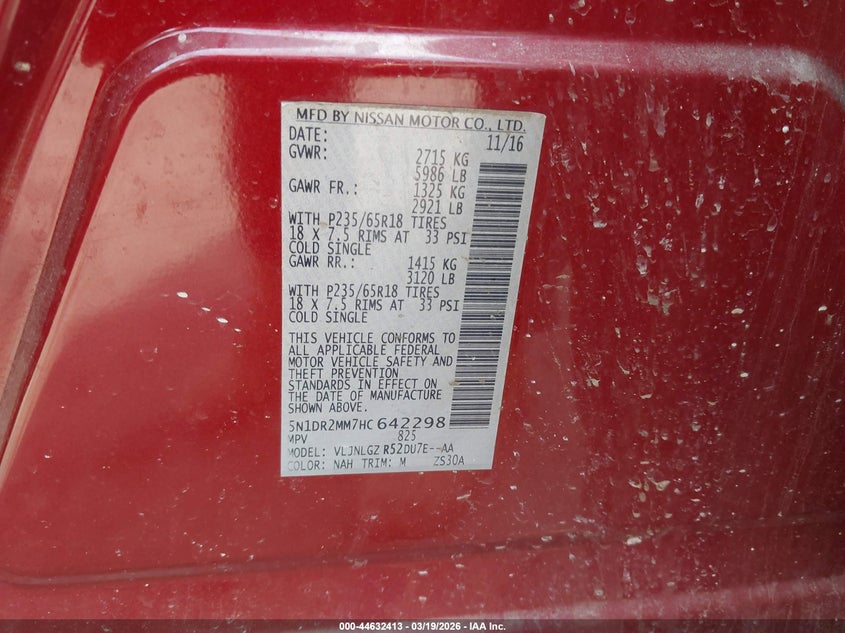 MFD BY NISSAN MOTOR CO., LTD.
DATE: 11/16
GVWR: 2715 KG
5986 LB
GAWR FR.: 1325 KG
2921 LB
WITH P235/65R18 TIRES
18 X 7.5 RIMS AT 33 PSI
COLD SINGLE
GAWR RR.: 1415 KG
3120 LB
WITH P235/65R18 TIRES
18 X 7.5 RIMS AT 33 PSI
COLD SINGLE
THIS VEHICLE CONFORMS TO
ALL APPLICABLE FEDERAL
MOTOR VEHICLE SAFETY AND
THEFT PREVENTION
STANDARDS IN EFFECT ON
THE DATE OF MANUFACTURE
SHOWN ABOVE.
5N1DR2MM7HC 642298
MPV 825
MODEL: VLJNLGZ R52DU7E--AA
COLOR: NAH TRIM: M ZS30A
000-44632413 - 03/19/2026 - IAA Inc.